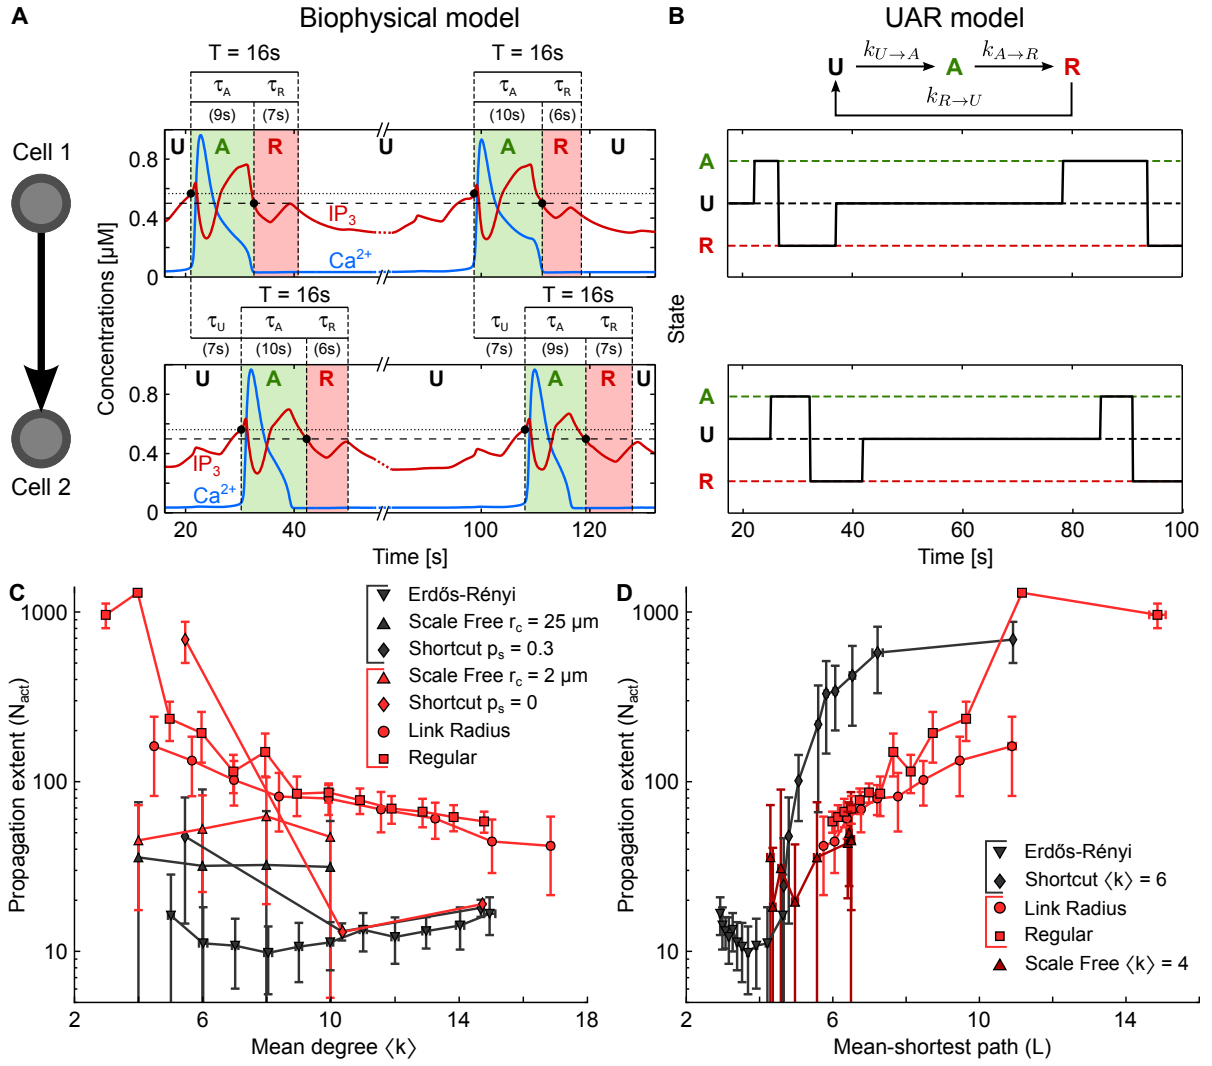 A
Biophysical model
T = 16s
T = 16s
τA
τR
τA
τR
(9s)
(7s)
(10s)
(6s)
U
A
R
U
A
R
U
0.8
0.4
0
IP3
Ca2+
20
40
100
120
Cell 1
Cell 2
Concentrations [µM]
T = 16s
T = 16s
τU
τA
τR
τU
τA
τR
(7s)
(10s)
(6s)
(7s)
(9s)
(7s)
U
A
R
U
A
R
U
0.8
0.4
0
IP3
Ca2+
20
40
100
120
Time [s]
B
UAR model
kU→A
kA→R
U
A
R
kR→U
A
U
R
State
A
U
R
20
40
60
80
100
Time [s]
C
Erdős-Rényi
Scale Free rc = 25 µm
Shortcut ps = 0.3
Scale Free rc = 2 µm
Shortcut ps = 0
Link Radius
Regular
1000
100
10
Propagation extent (Nact)
2
6
10
14
18
Mean degree ⟨k⟩
D
1000
100
10
Propagation extent (Nact)
Erdős-Rényi
Shortcut ⟨k⟩ = 6
Link Radius
Regular
Scale Free ⟨k⟩ = 4
2
6
10
14
Mean-shortest path (L)